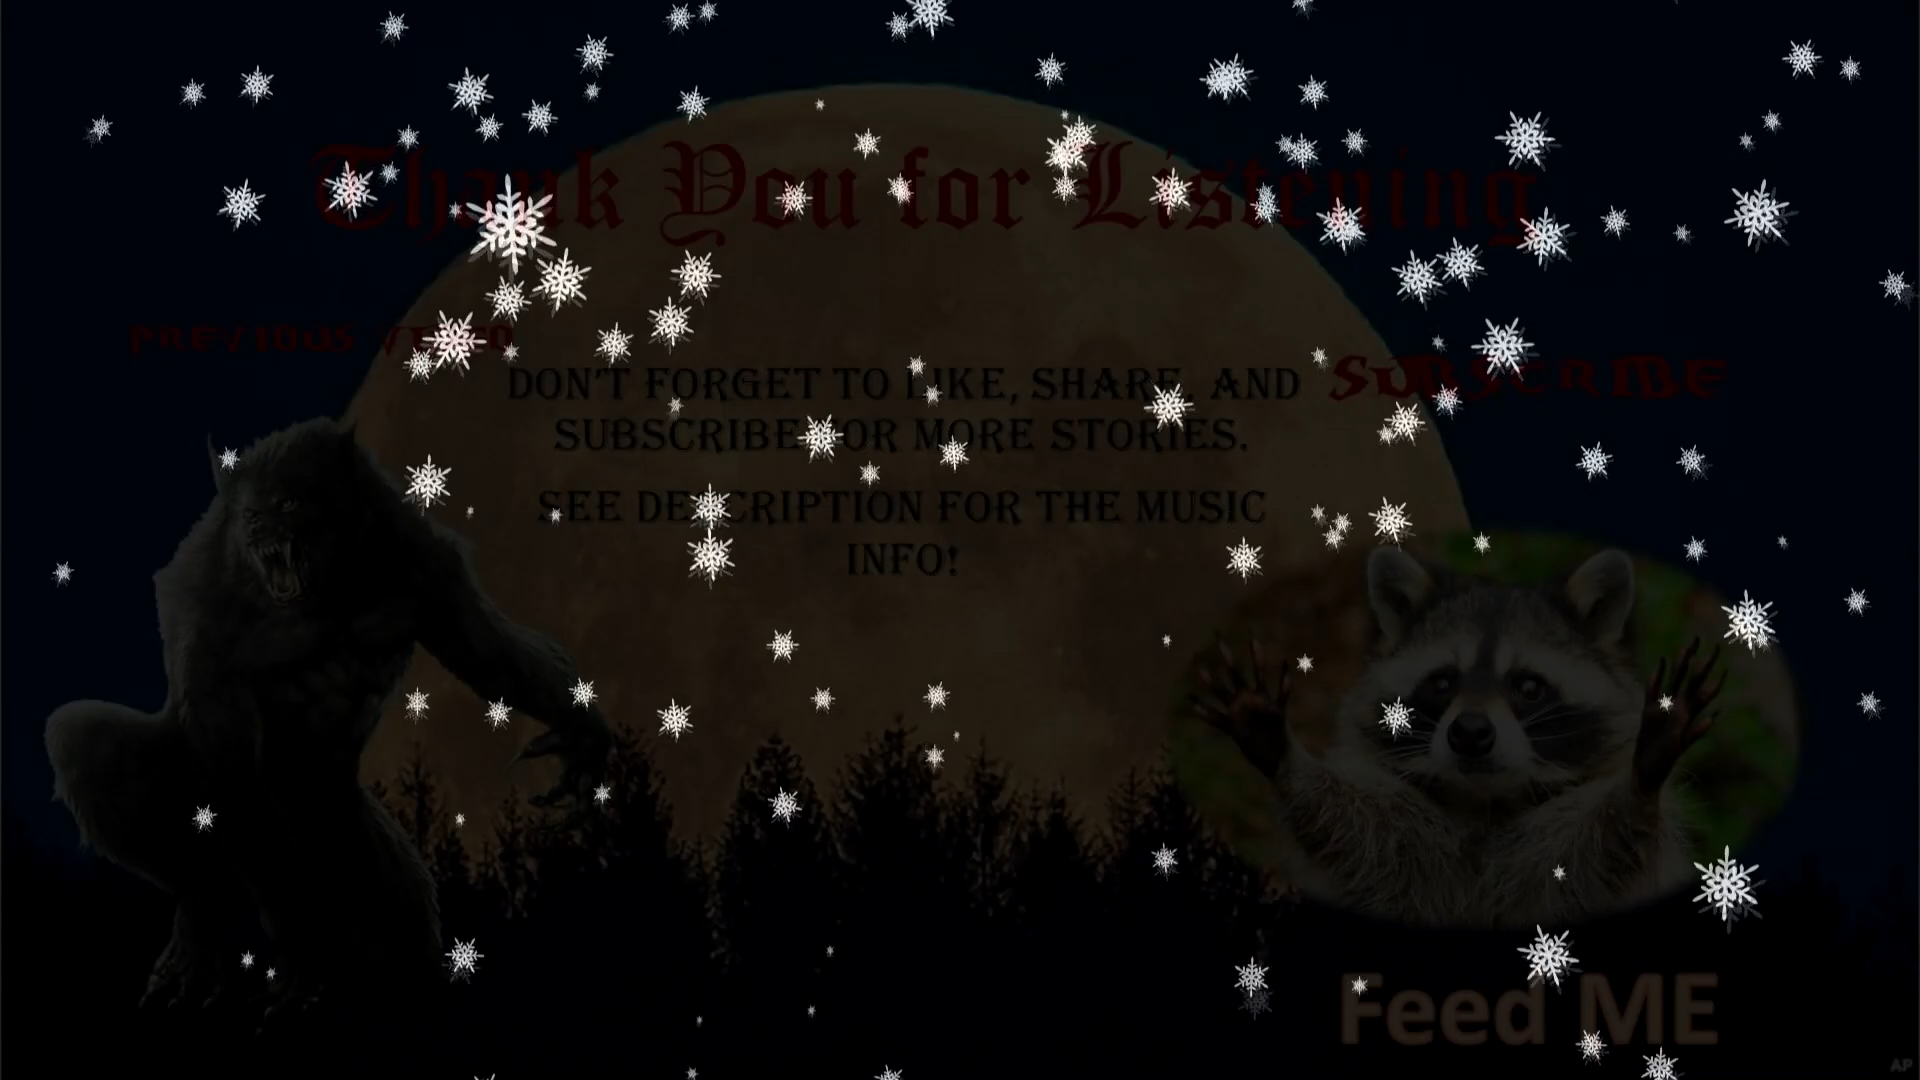 Thank You for Listening
PREVIOUS VIDEO
DON'T FORGET TO LIKE, SHARE, AND
SUBSCRIBE FOR MORE STORIES.
SUBSCRIBE
SEE DESCRIPTION FOR THE MUSIC
INFO!
Feed ME
AP